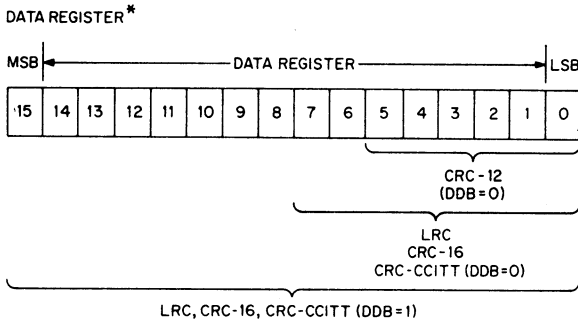 DATA REGISTER*
MSB DATA REGISTER LSB
15 14 13 12 11 10 9 8 7 6 5 4 3 2 1 0
CRC-12
(DDB=0)
LRC
CRC-16
CRC-CCITT (DDB=0)
LRC, CRC-16, CRC-CCITT (DDB=1)